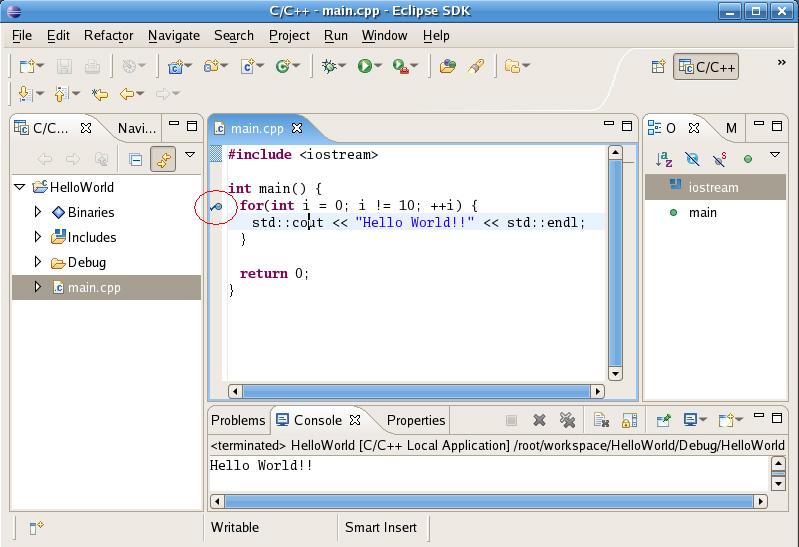 C/C++ - main.cpp - Eclipse SDK
File Edit Refactor Navigate Search Project Run Window Help
C/C++ »
C/C... Navi...
HelloWorld
Binaries
Includes
Debug
main.cpp
main.cpp
#include <iostream>
int main() {
for(int i = 0; i != 10; ++i) {
std::cout << "Hello World!!" << std::endl;
}
return 0;
}
O M
iostream
main
Problems Console Properties
<terminated> HelloWorld [C/C++ Local Application] /root/workspace/HelloWorld/Debug/HelloWorld
Hello World!!
Writable Smart Insert